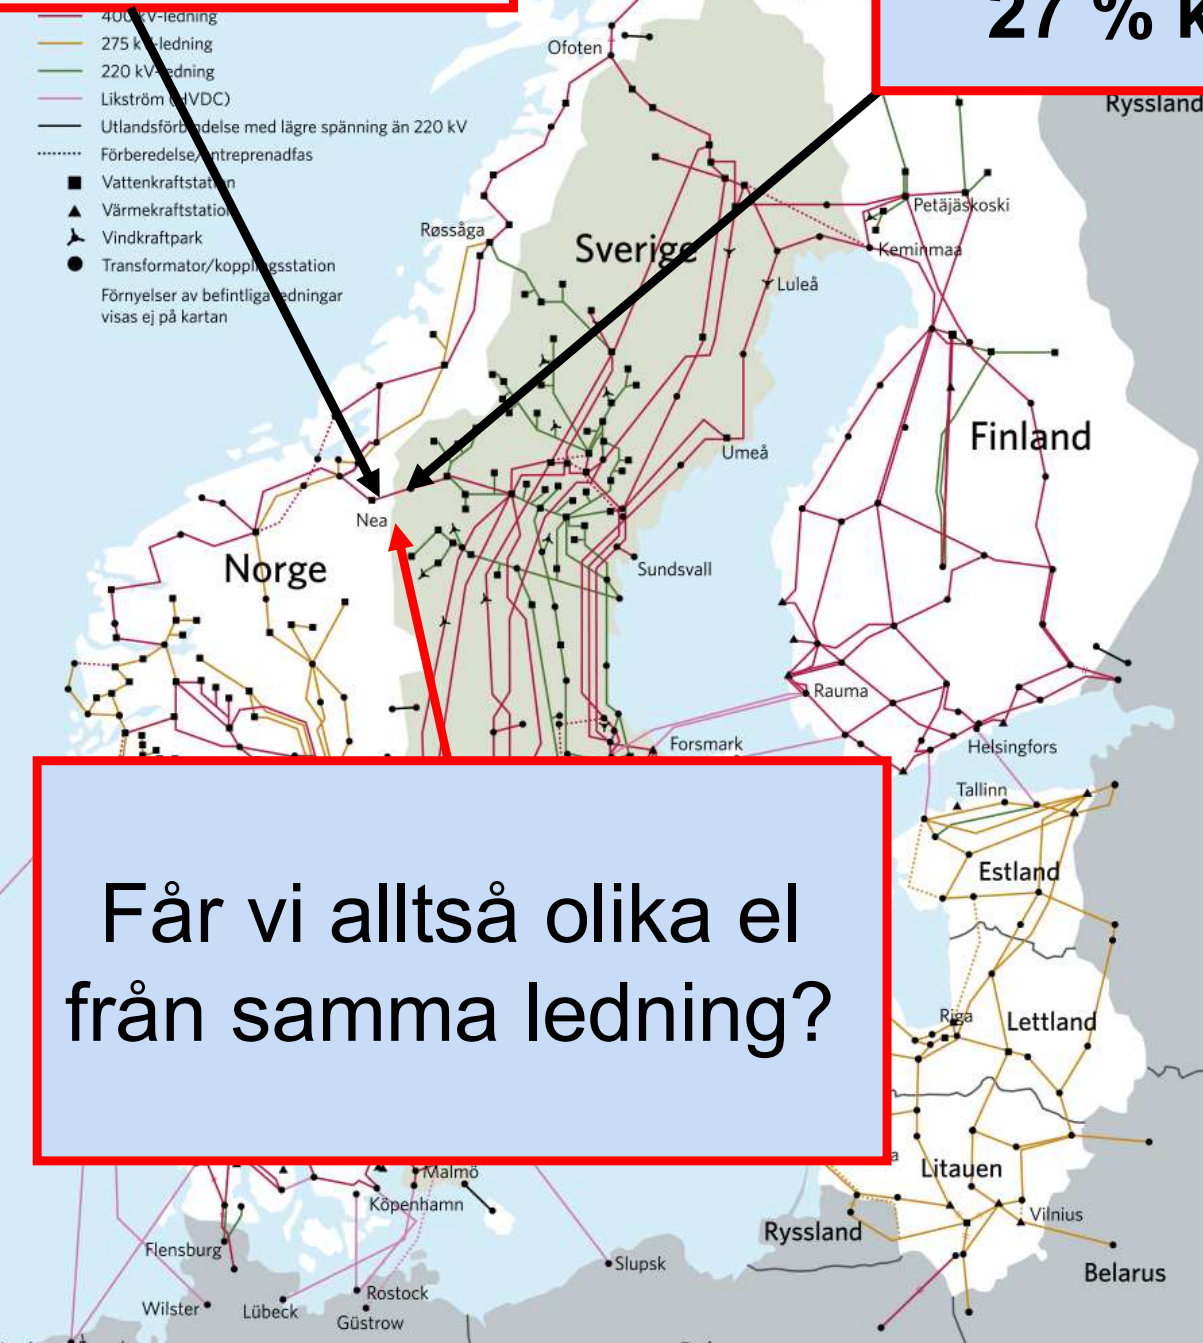 27 % k
400 kV-ledning
275 kV-ledning
220 kV-ledning
Likström (HVDC)
Utlandsförbindelse med lägre spänning än 220 kV
Förberedelse/entreprenadfas
Vattenkraftstation
Värmekraftstation
Vindkraftpark
Transformator/kopplingsstation
Förnyelser av befintliga ledningar
visas ej på kartan
Ofoten
Ryssland
Petäjäskoski
Røssåga
Sverige
Keminmaa
Luleå
Finland
Umeå
Nea
Norge
Sundsvall
Rauma
Forsmark
Helsingfors
Tallinn
Estland
Får vi alltså olika el
från samma ledning?
Riga
Lettland
a
Litauen
Malmö
Köpenhamn
Vilnius
Ryssland
Flensburg
Slupsk
Belarus
Rostock
Wilster
Lübeck
Güstrow